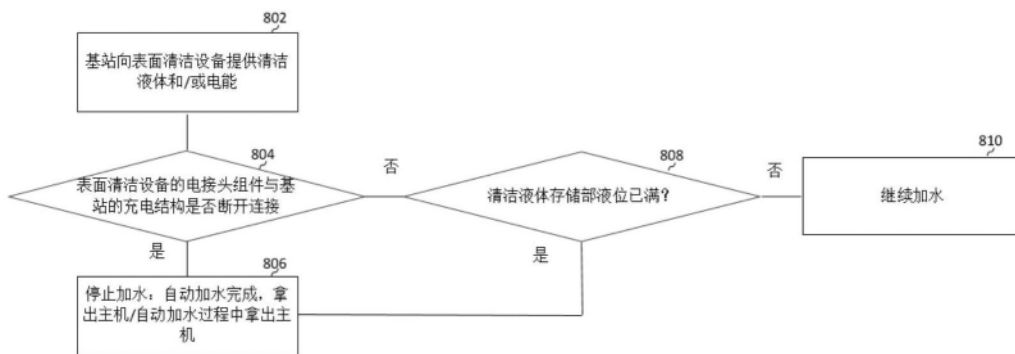 802
基站向表面清洁设备提供清洁
液体和/或电能
804
表面清洁设备的电接头组件与基
站的充电结构是否断开连接
否
808
清洁液体存储部液位已满？
否
810
继续加水
是
是
806
停止加水：自动加水完成，拿
出主机/自动加水过程中拿出主
机